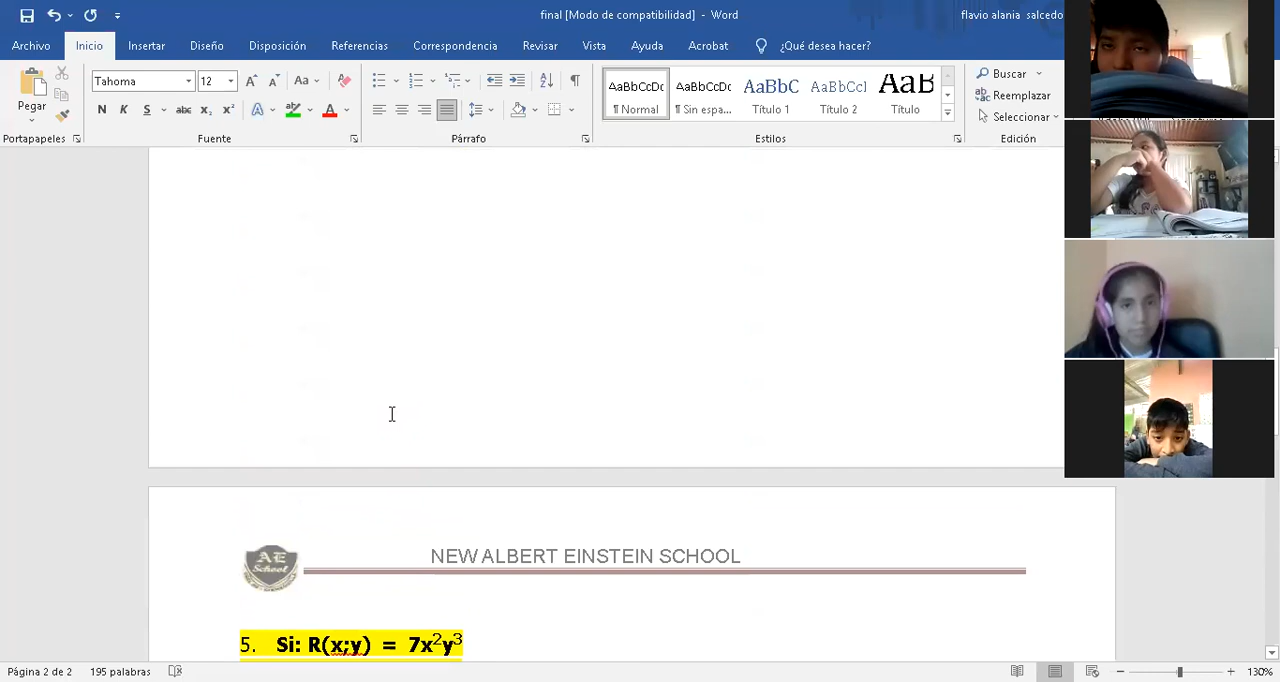 final [Modo de compatibilidad] - Word
flavio alania salcedo
Archivo Inicio Insertar Diseño Disposición Referencias Correspondencia Revisar Vista Ayuda Acrobat ¿Qué desea hacer?
Pegar
Tahoma 12 A A Aa
N K S abc x₂ x² A A
AaBbCcDc AaBbCcDc AaBbC AaBbCcl AaB
¶ Normal ¶ Sin espa... Título 1 Título 2 Título
Buscar
Reemplazar
Seleccionar
Portapapeles Fuente Párrafo Estilos Edición
AE
School
NEW ALBERT EINSTEIN SCHOOL
5. Si: R(x;y) = 7x²y³
Página 2 de 2 195 palabras 130%